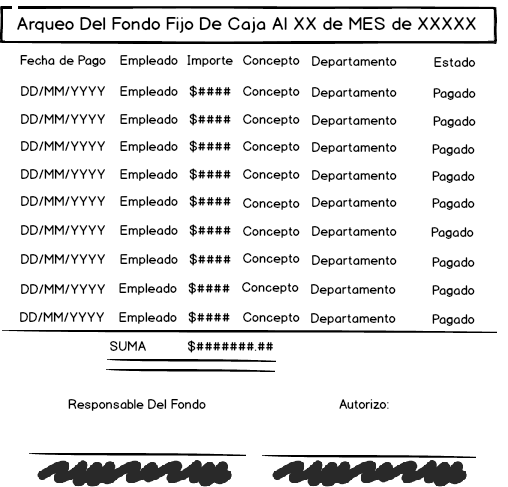 Arqueo Del Fondo Fijo De Caja Al XX de MES de XXXXX
Fecha de Pago Empleado Importe Concepto Departamento Estado
DD/MM/YYYY Empleado $#### Concepto Departamento Pagado
DD/MM/YYYY Empleado $#### Concepto Departamento Pagado
DD/MM/YYYY Empleado $#### Concepto Departamento Pagado
DD/MM/YYYY Empleado $#### Concepto Departamento Pagado
DD/MM/YYYY Empleado $#### Concepto Departamento Pagado
DD/MM/YYYY Empleado $#### Concepto Departamento Pagado
DD/MM/YYYY Empleado $#### Concepto Departamento Pagado
DD/MM/YYYY Empleado $#### Concepto Departamento Pagado
DD/MM/YYYY Empleado $#### Concepto Departamento Pagado
SUMA $#######.##
Responsable Del Fondo Autorizo: